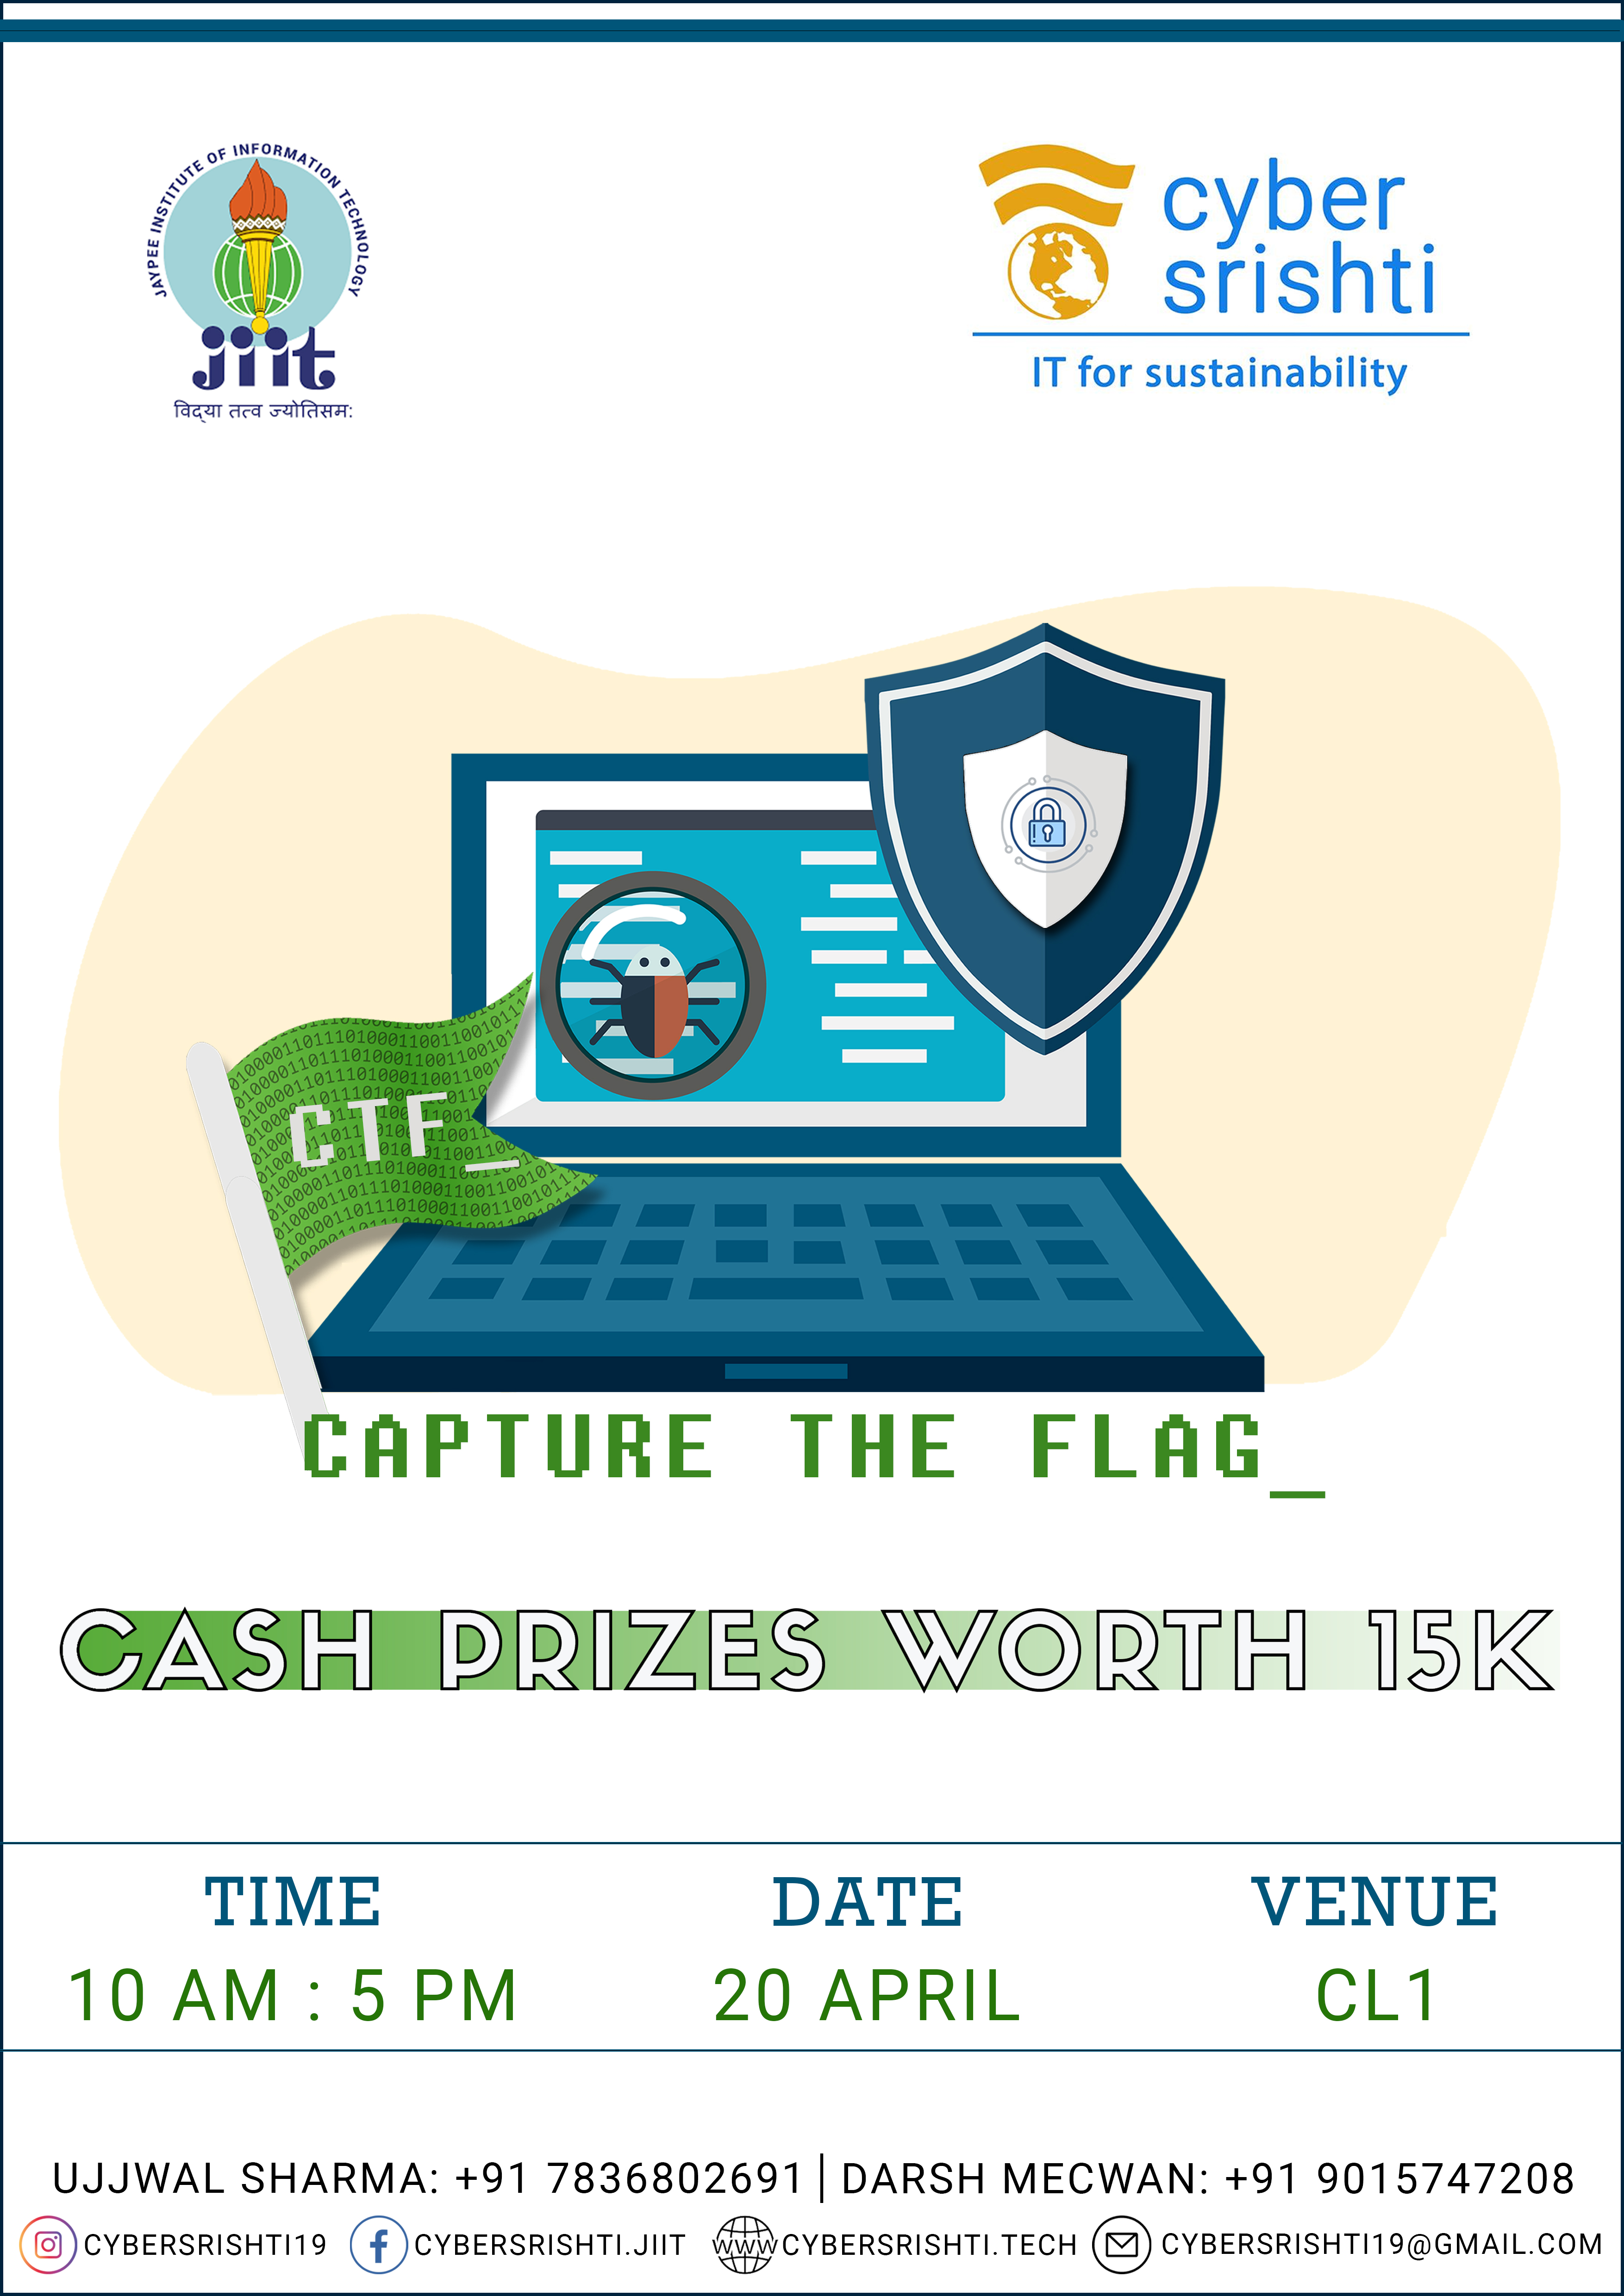 JAYPEE INSTITUTE OF INFORMATION TECHNOLOGY
jiit
विद्या तत्व ज्योतिसम:
cyber
srishti
IT for sustainability
CTF_
CAPTURE THE FLAG_
CASH PRIZES WORTH 15K
TIME DATE VENUE
10 AM : 5 PM 20 APRIL CL1
UJJWAL SHARMA: +91 7836802691 | DARSH MECWAN: +91 9015747208
CYBERSRISHTI19 CYBERSRISHTI.JIIT WWW CYBERSRISHTI.TECH CYBERSRISHTI19@GMAIL.COM